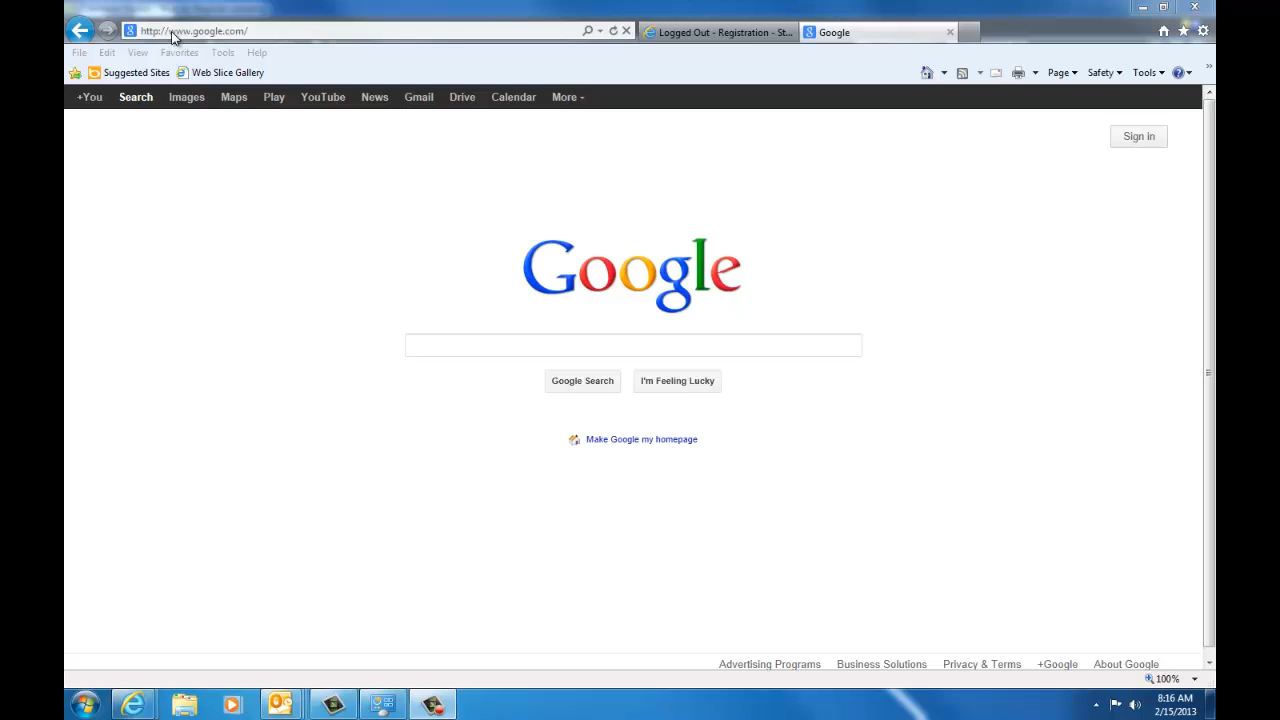 http://www.google.com/
Logged Out - Registration - St...
Google
File Edit View Favorites Tools Help
Suggested Sites Web Slice Gallery
Page Safety Tools
+You Search Images Maps Play YouTube News Gmail Drive Calendar More
Sign in
Google
Google Search I'm Feeling Lucky
Make Google my homepage
Advertising Programs Business Solutions Privacy & Terms +Google About Google
100%
8:16 AM
2/15/2013